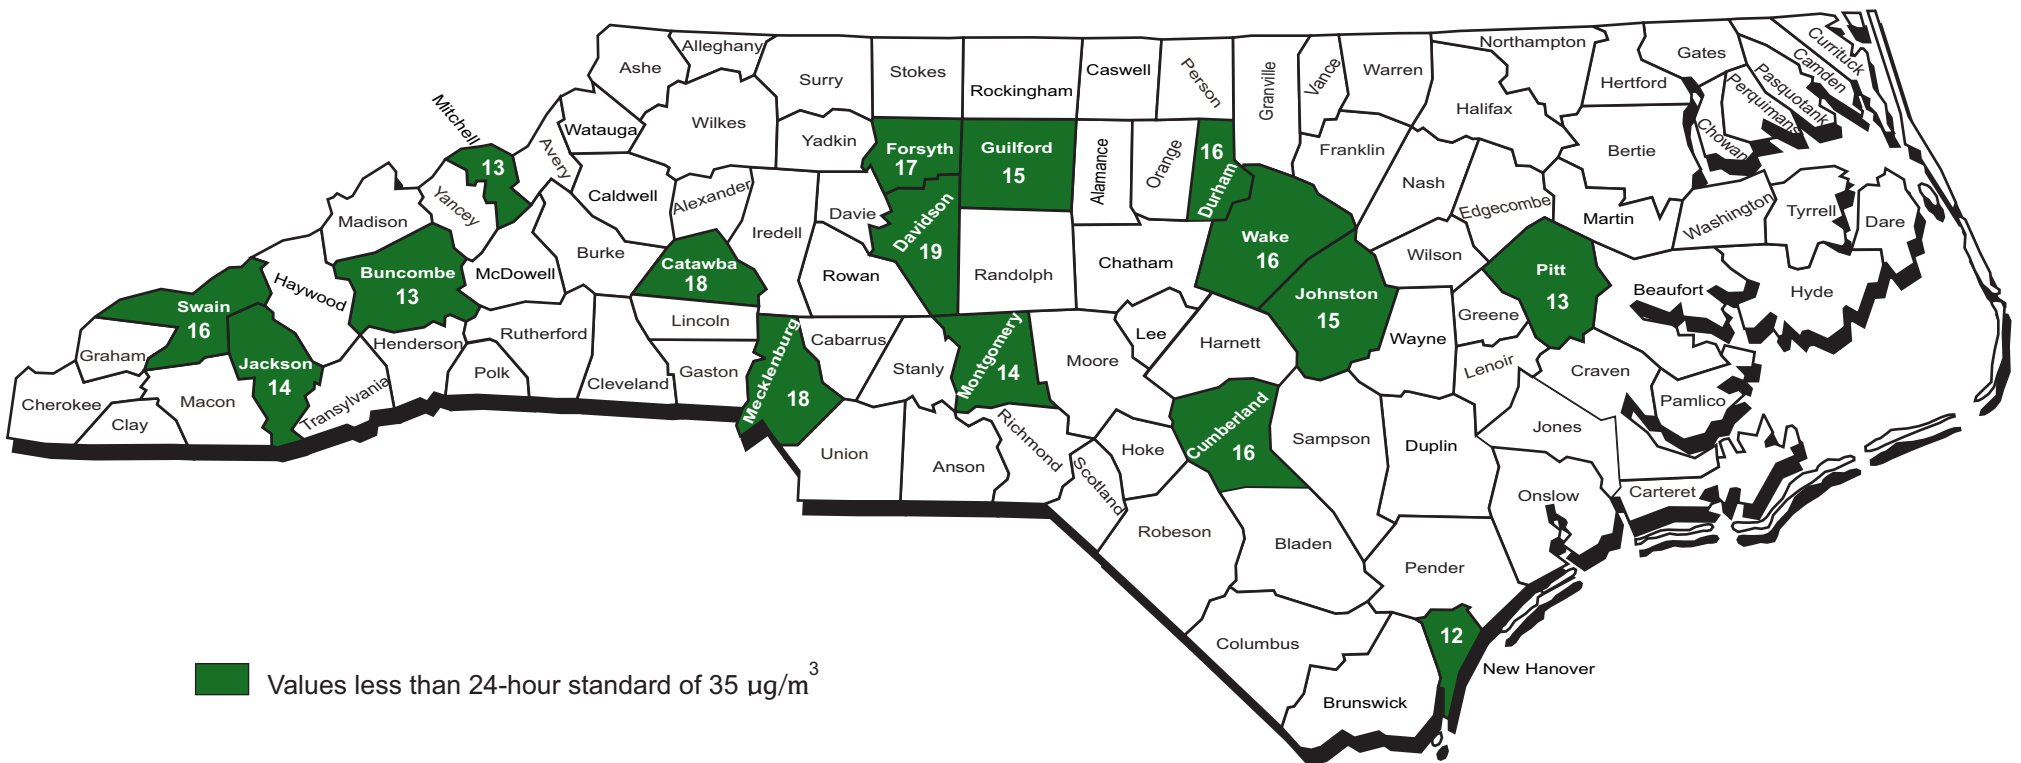 Alleghany
Ashe
Surry
Stokes
Rockingham
Caswell
Person
Granville
Vance
Warren
Northampton
Hertford
Gates
Currituck
Camden
Pasquotank
Perquimans
Chowan
Mitchell
13
Avery
Watauga
Wilkes
Yadkin
Forsyth
17
Guilford
15
Alamance
Orange
16
Durham
Franklin
Halifax
Nash
Edgecombe
Bertie
Martin
Washington
Tyrrell
Dare
Madison
Yancey
Caldwell
Alexander
Iredell
Davie
Davidson
19
Randolph
Chatham
Wake
16
Johnston
15
Wilson
Pitt
13
Beaufort
Hyde
Swain
16
Haywood
Buncombe
13
McDowell
Burke
Catawba
18
Rowan
Lincoln
Graham
Jackson
14
Henderson
Rutherford
Cleveland
Gaston
Mecklenburg
18
Cabarrus
Stanly
Montgomery
14
Moore
Lee
Harnett
Wayne
Greene
Lenoir
Craven
Pamlico
Cherokee
Clay
Macon
Transylvania
Polk
Union
Anson
Richmond
Scotland
Hoke
Cumberland
16
Sampson
Duplin
Jones
Onslow
Carteret
Robeson
Bladen
Pender
Columbus
Brunswick
12
New Hanover
Values less than 24-hour standard of 35 µg/m³